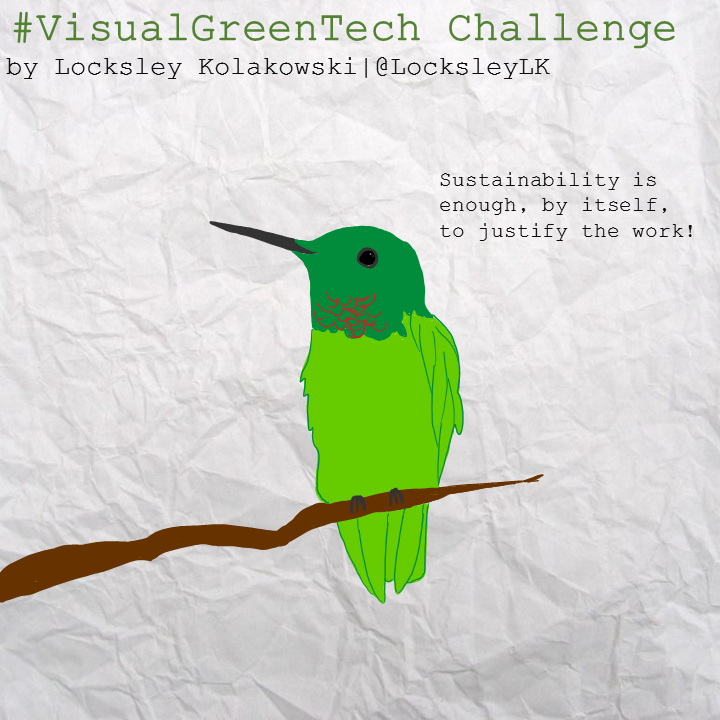 #VisualGreenTech Challenge
by Locksley Kolakowski|@LocksleyLK
Sustainability is
enough, by itself,
to justify the work!